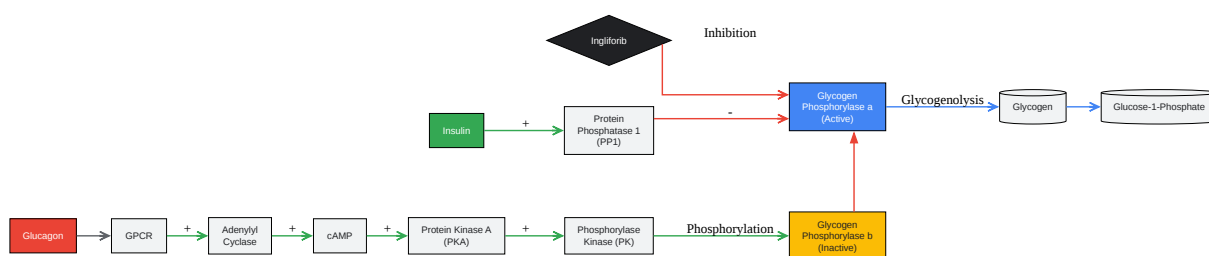 Ingliforib
Inhibition
Glycogen
Phosphorylase a
(Active)
Glycogenolysis
Glycogen
Glucose-1-Phosphate
Insulin
+
Protein
Phosphatase 1
(PP1)
-
Glucagon
GPCR
+
Adenylyl
Cyclase
+
cAMP
+
Protein Kinase A
(PKA)
+
Phosphorylase
Kinase (PK)
Phosphorylation
Glycogen
Phosphorylase b
(Inactive)